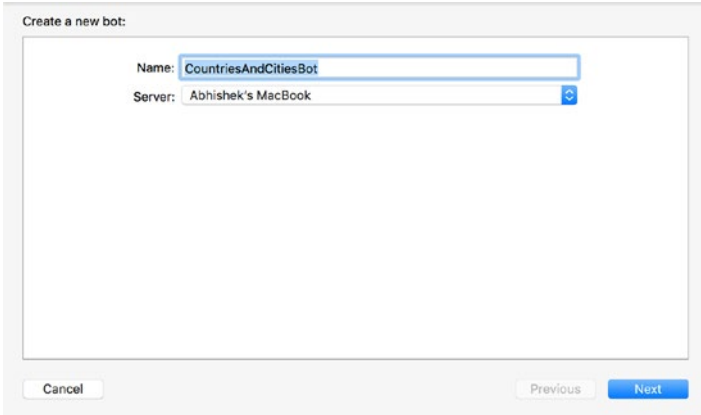 Create a new bot:
Name: CountriesAndCitiesBot
Server: Abhishek's MacBook
Cancel Previous Next